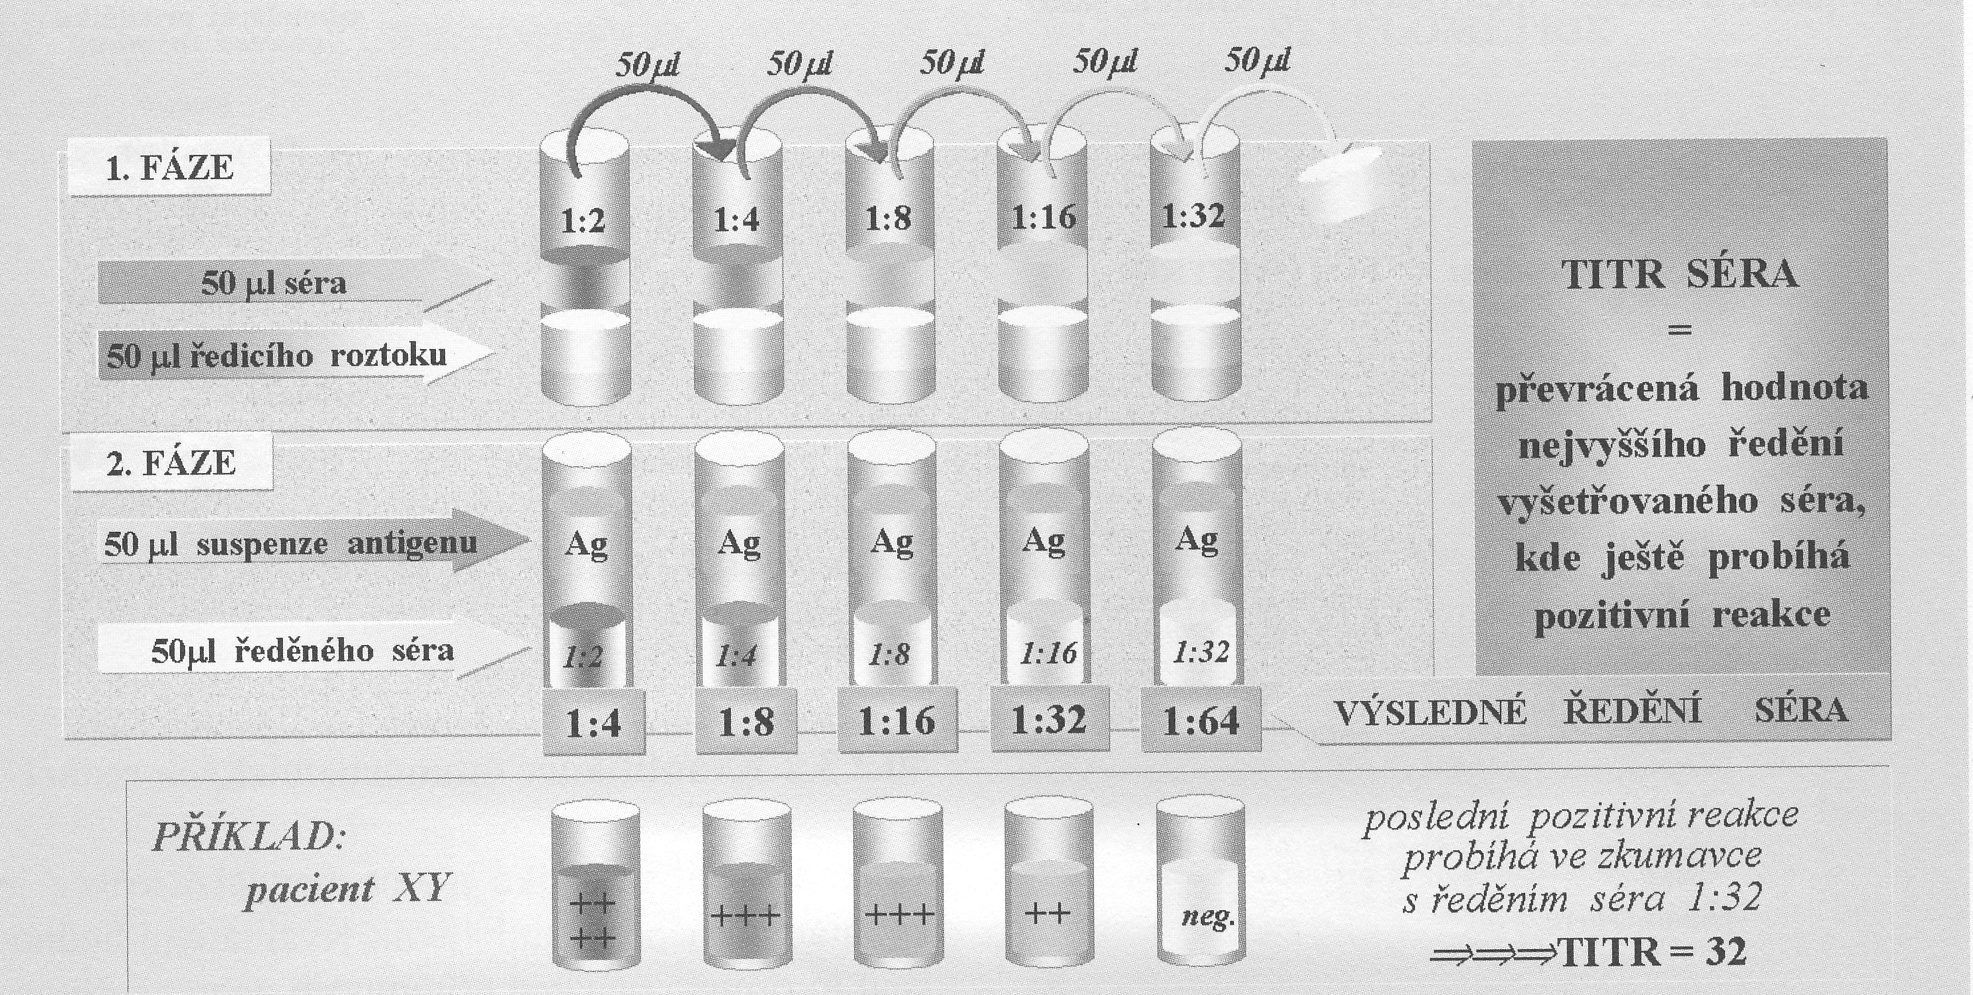 50µl 50µl 50µl 50µl 50µl
1. FÁZE
1:2 1:4 1:8 1:16 1:32
50 µl séra
50 µl ředicího roztoku
2. FÁZE
50 µl suspenze antigenu
Ag Ag Ag Ag Ag
50µl ředěného séra
1:2 1:4 1:8 1:16 1:32
1:4 1:8 1:16 1:32 1:64
VÝSLEDNÉ ŘEDĚNÍ SÉRA
TITR SÉRA
=
převrácená hodnota
nejvyššího ředění
vyšetřovaného séra,
kde ještě probíhá
pozitivní reakce
PŘÍKLAD:
pacient XY
++
++
+++ +++ ++ neg.
poslední pozitivní reakce
probíhá ve zkumavce
s ředěním séra 1:32
⇒⇒⇒TITR = 32